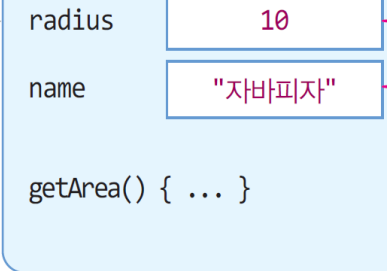 radius 10
name "자바피자"
getArea() { ... }